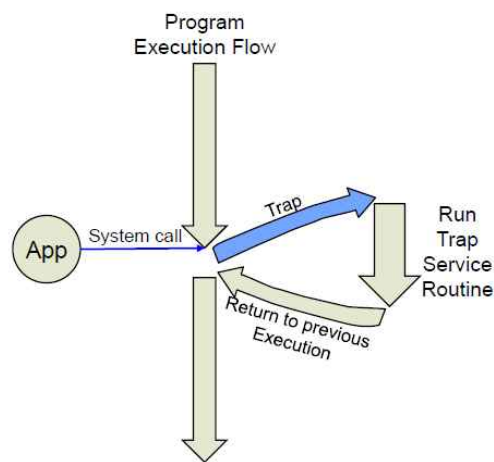 Program
Execution Flow
Trap
App
System call
Run
Trap
Service
Routine
Return to previous
Execution